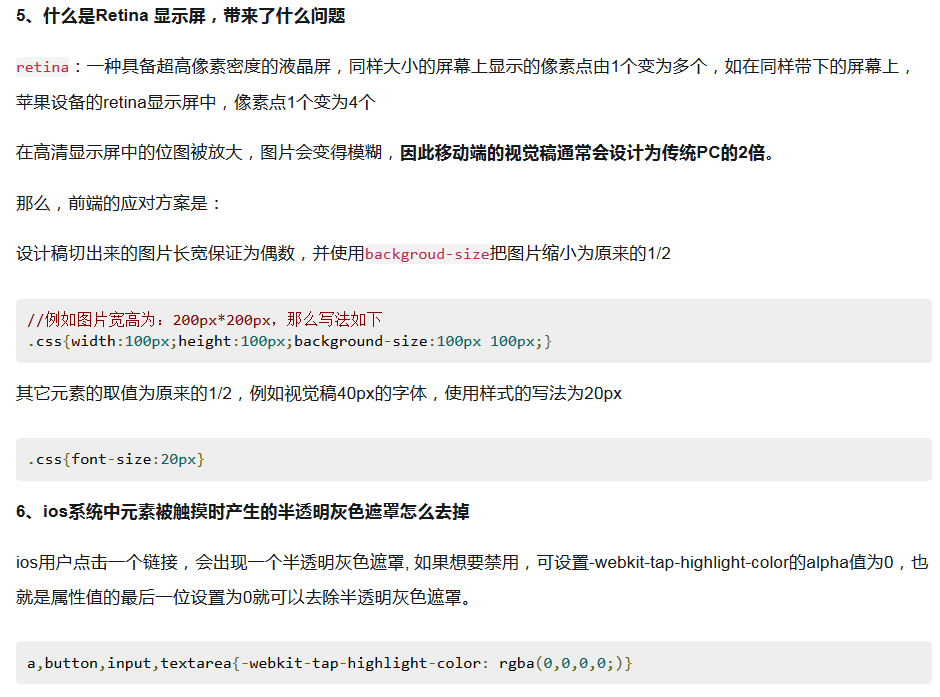 5、什么是Retina 显示屏，带来了什么问题
retina：一种具备超高像素密度的液晶屏，同样大小的屏幕上显示的像素点由1个变为多个，如在同样带下的屏幕上，
苹果设备的retina显示屏中，像素点1个变为4个
在高清显示屏中的位图被放大，图片会变得模糊，因此移动端的视觉稿通常会设计为传统PC的2倍。
那么，前端的应对方案是：
设计稿切出来的图片长宽保证为偶数，并使用backgroud-size把图片缩小为原来的1/2
//例如图片宽高为：200px*200px，那么写法如下
.css{width:100px;height:100px;background-size:100px 100px;}
其它元素的取值为原来的1/2，例如视觉稿40px的字体，使用样式的写法为20px
.css{font-size:20px}
6、ios系统中元素被触摸时产生的半透明灰色遮罩怎么去掉
ios用户点击一个链接，会出现一个半透明灰色遮罩, 如果想要禁用，可设置-webkit-tap-highlight-color的alpha值为0，也
就是属性值的最后一位设置为0就可以去除半透明灰色遮罩。
a,button,input,textarea{-webkit-tap-highlight-color: rgba(0,0,0,0;)}